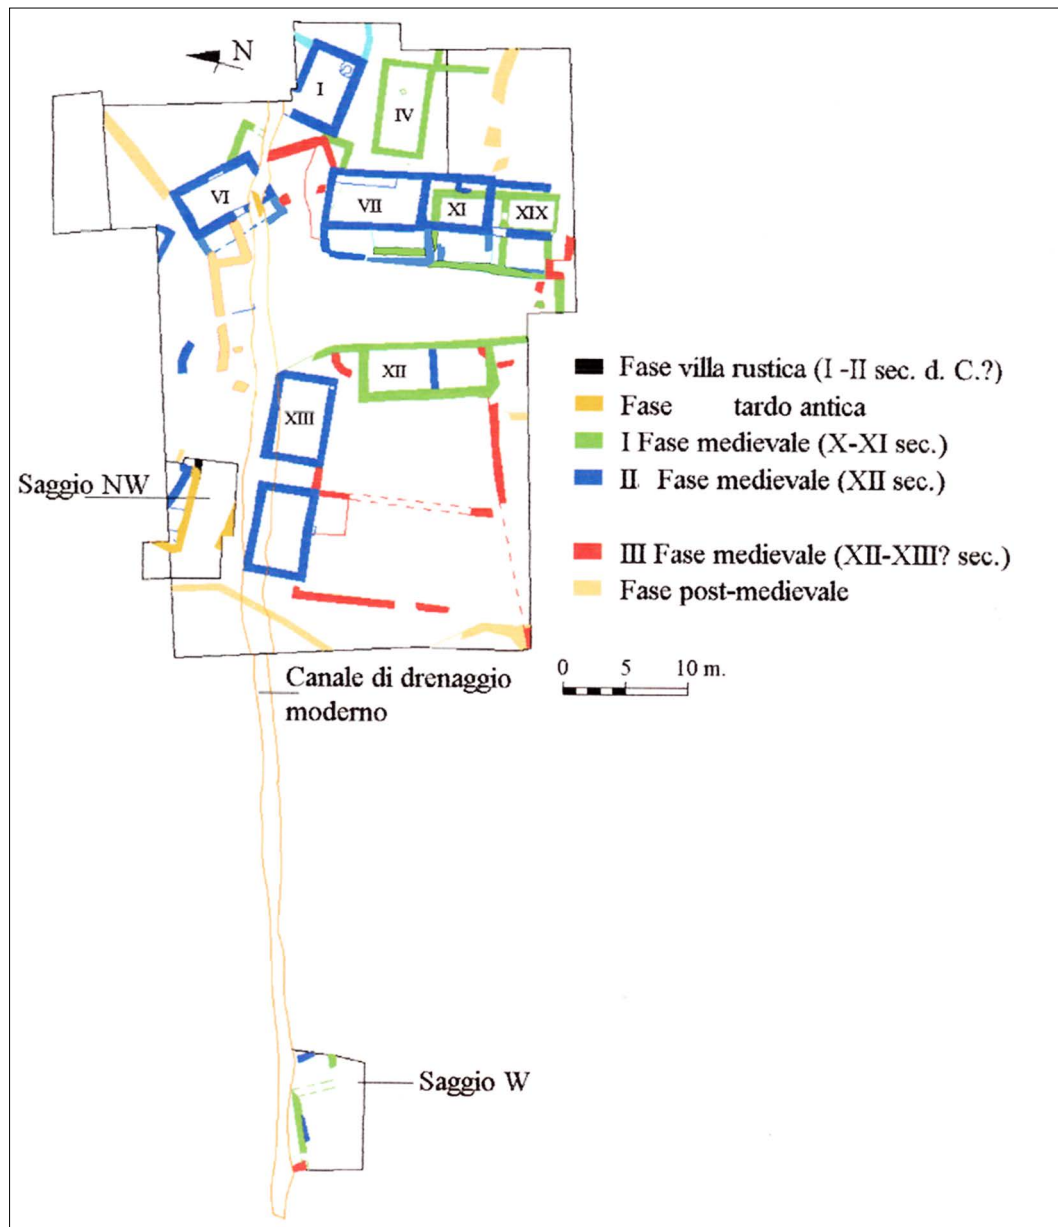 N
I
IV
VI
VII
XI
XIX
XII
XIII
Saggio NW
Fase villa rustica (I -II sec. d. C.?)
Fase tardo antica
I Fase medievale (X-XI sec.)
II Fase medievale (XII sec.)
III Fase medievale (XII-XIII? sec.)
Fase post-medievale
0 5 10 m.
Canale di drenaggio
moderno
Saggio W